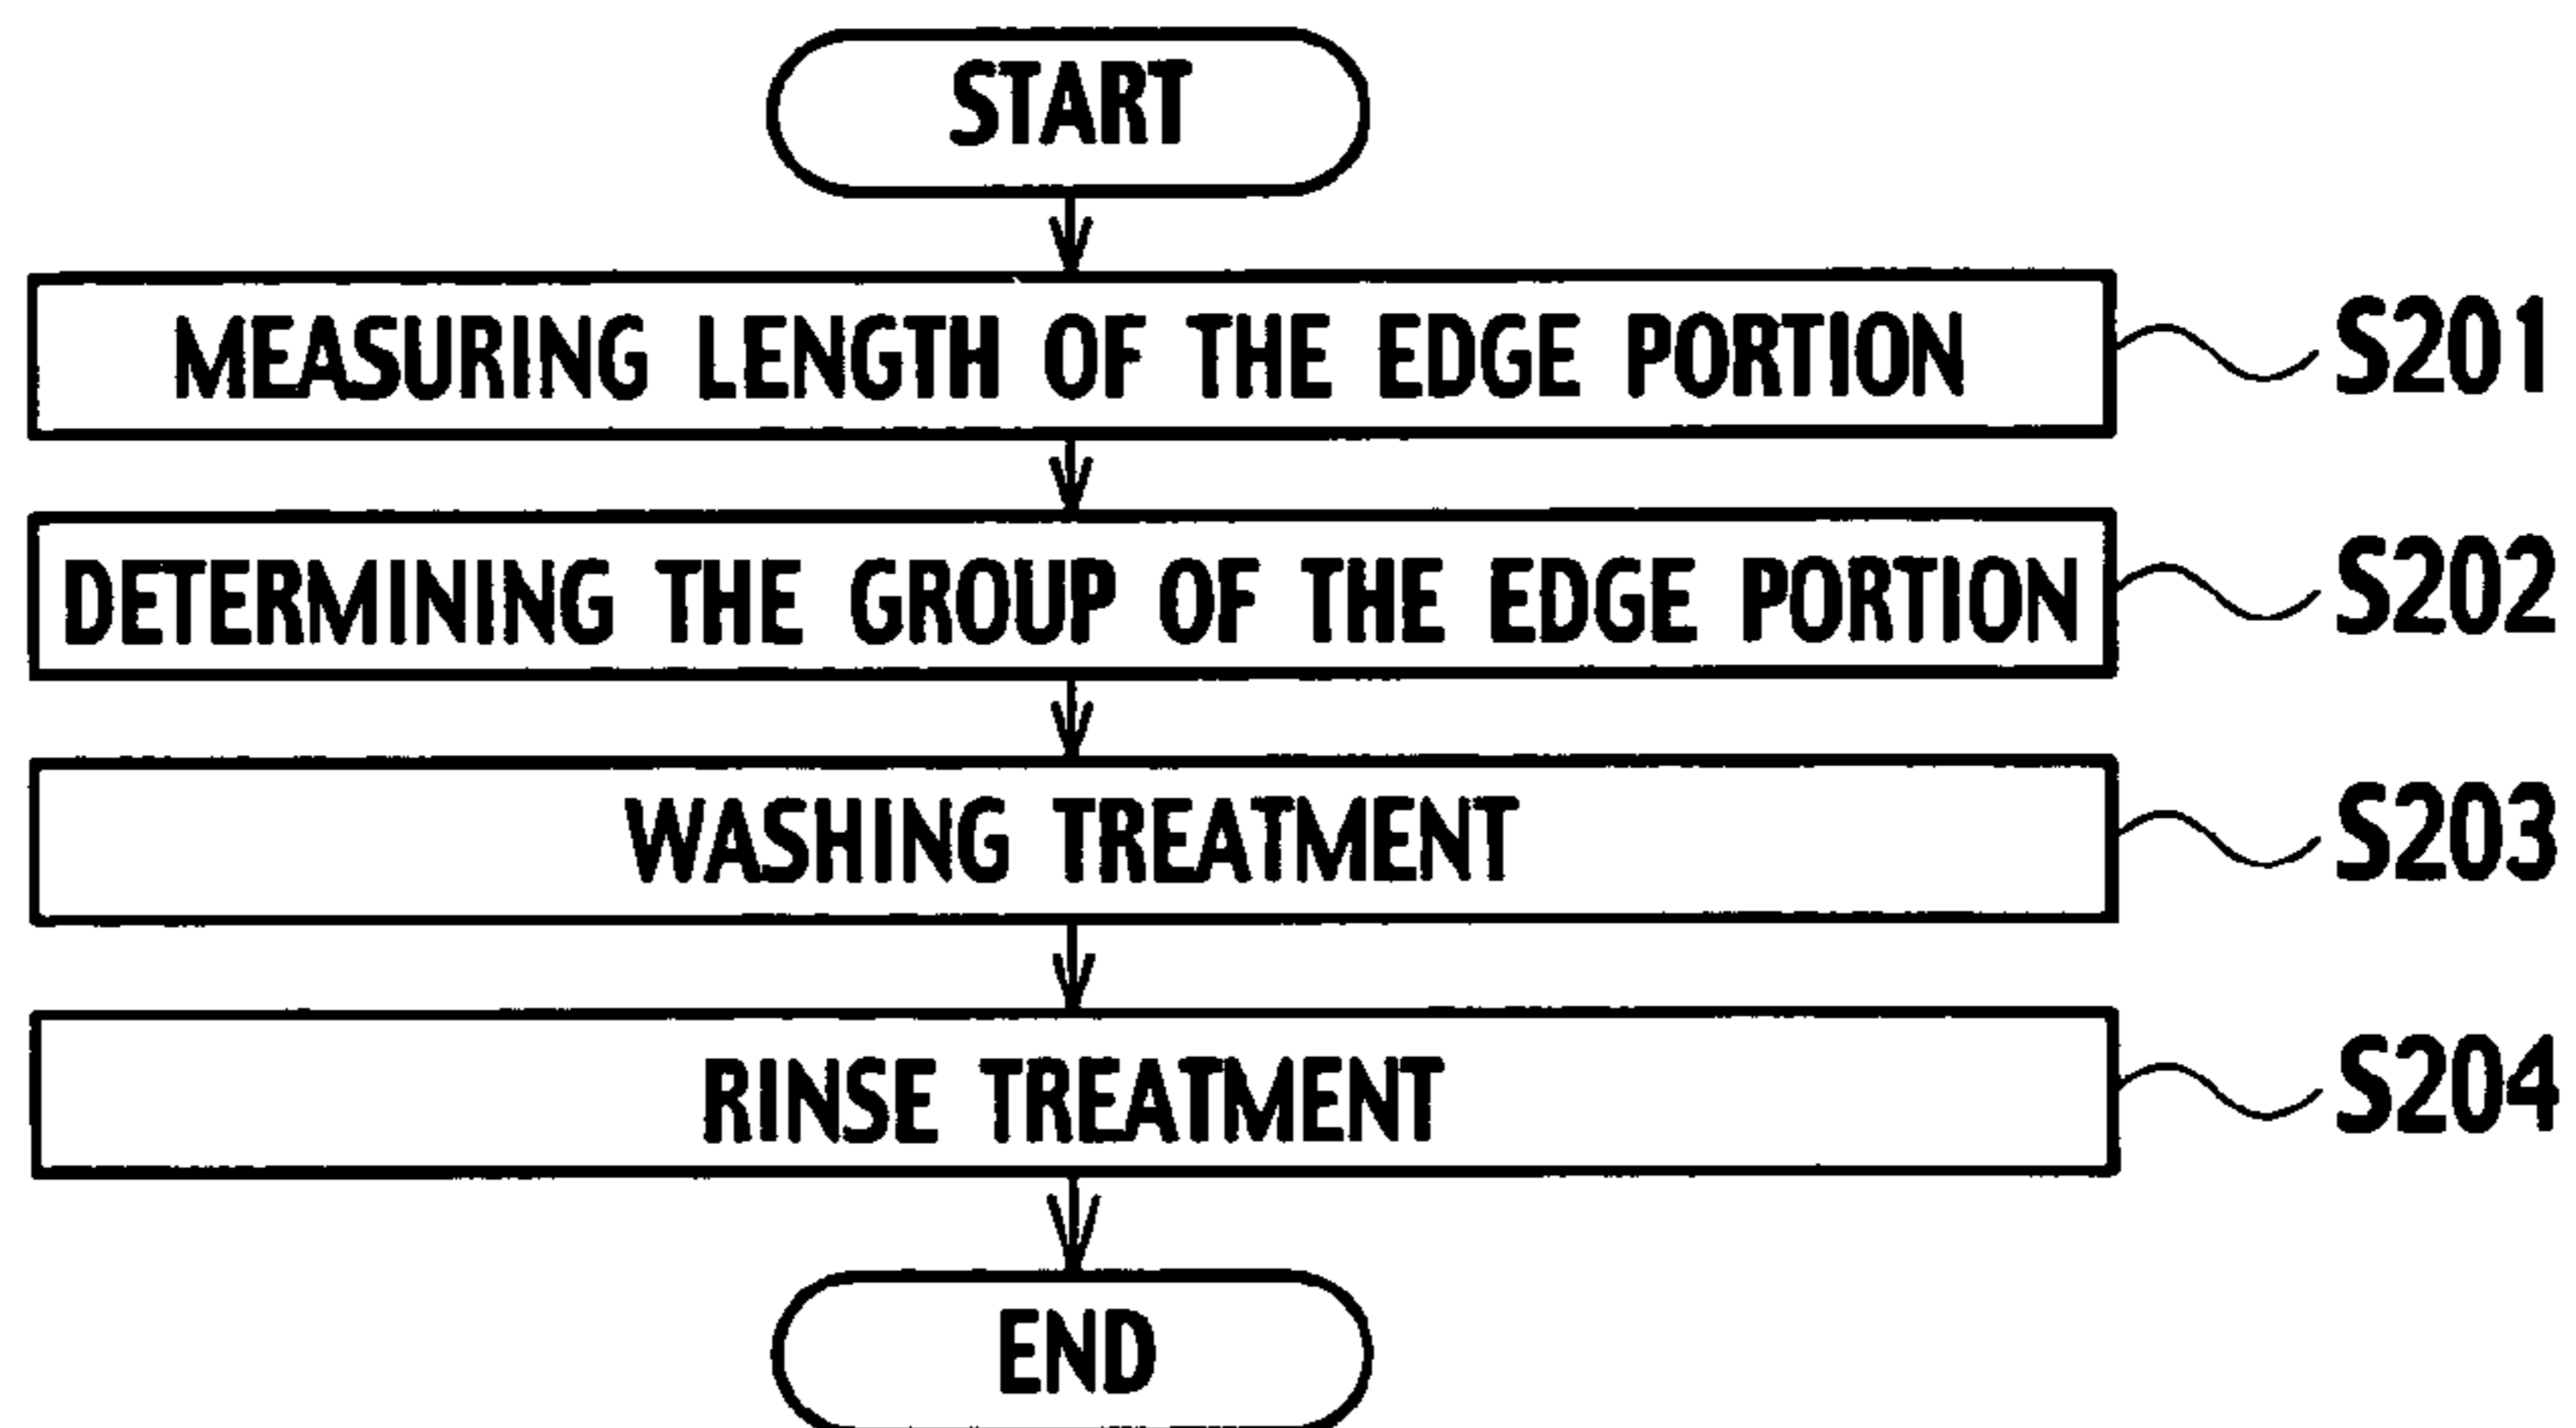 START
MEASURING LENGTH OF THE EDGE PORTION
S201
DETERMINING THE GROUP OF THE EDGE PORTION
S202
WASHING TREATMENT
S203
RINSE TREATMENT
S204
END